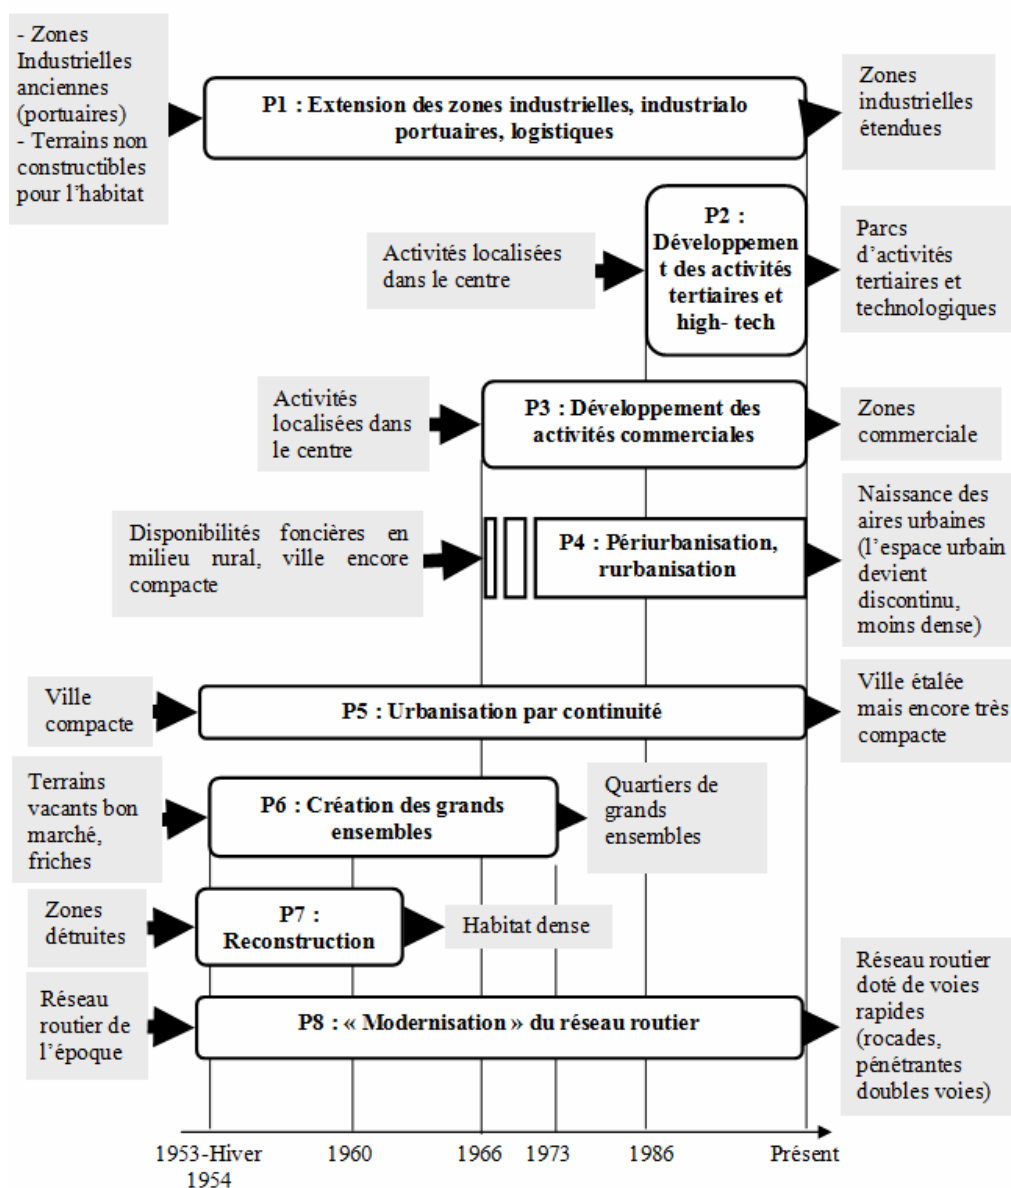 - Zones
Industrielles
anciennes
(portuaires)
- Terrains non
constructibles
pour l’habitat
P1 : Extension des zones industrielles, industrialo
portuaires, logistiques
Zones
industrielles
étendues
Activités localisées
dans le centre
P2 :
Développemen
t des activités
tertiaires et
high- tech
Parcs
d’activités
tertiaires et
technologiques
Activités
localisées dans
le centre
P3 : Développement des
activités commerciales
Zones
commerciale
Disponibilités foncières en
milieu rural, ville encore
compacte
P4 : Périurbanisation,
rurbanisation
Naissance des
aires urbaines
(l’espace urbain
devient
discontinu,
moins dense)
Ville
compacte
P5 : Urbanisation par continuité
Ville étalée
mais encore très
compacte
Terrains
vacants bon
marché,
friches
P6 : Création des grands
ensembles
Quartiers de
grands
ensembles
Zones
détruites
P7 :
Reconstruction
Habitat dense
Réseau
routier de
l’époque
P8 : « Modernisation » du réseau routier
Réseau routier
doté de voies
rapides
(rocades,
pénétrantes
doubles voies)
1953-Hiver
1954
1960
1966
1973
1986
Présent